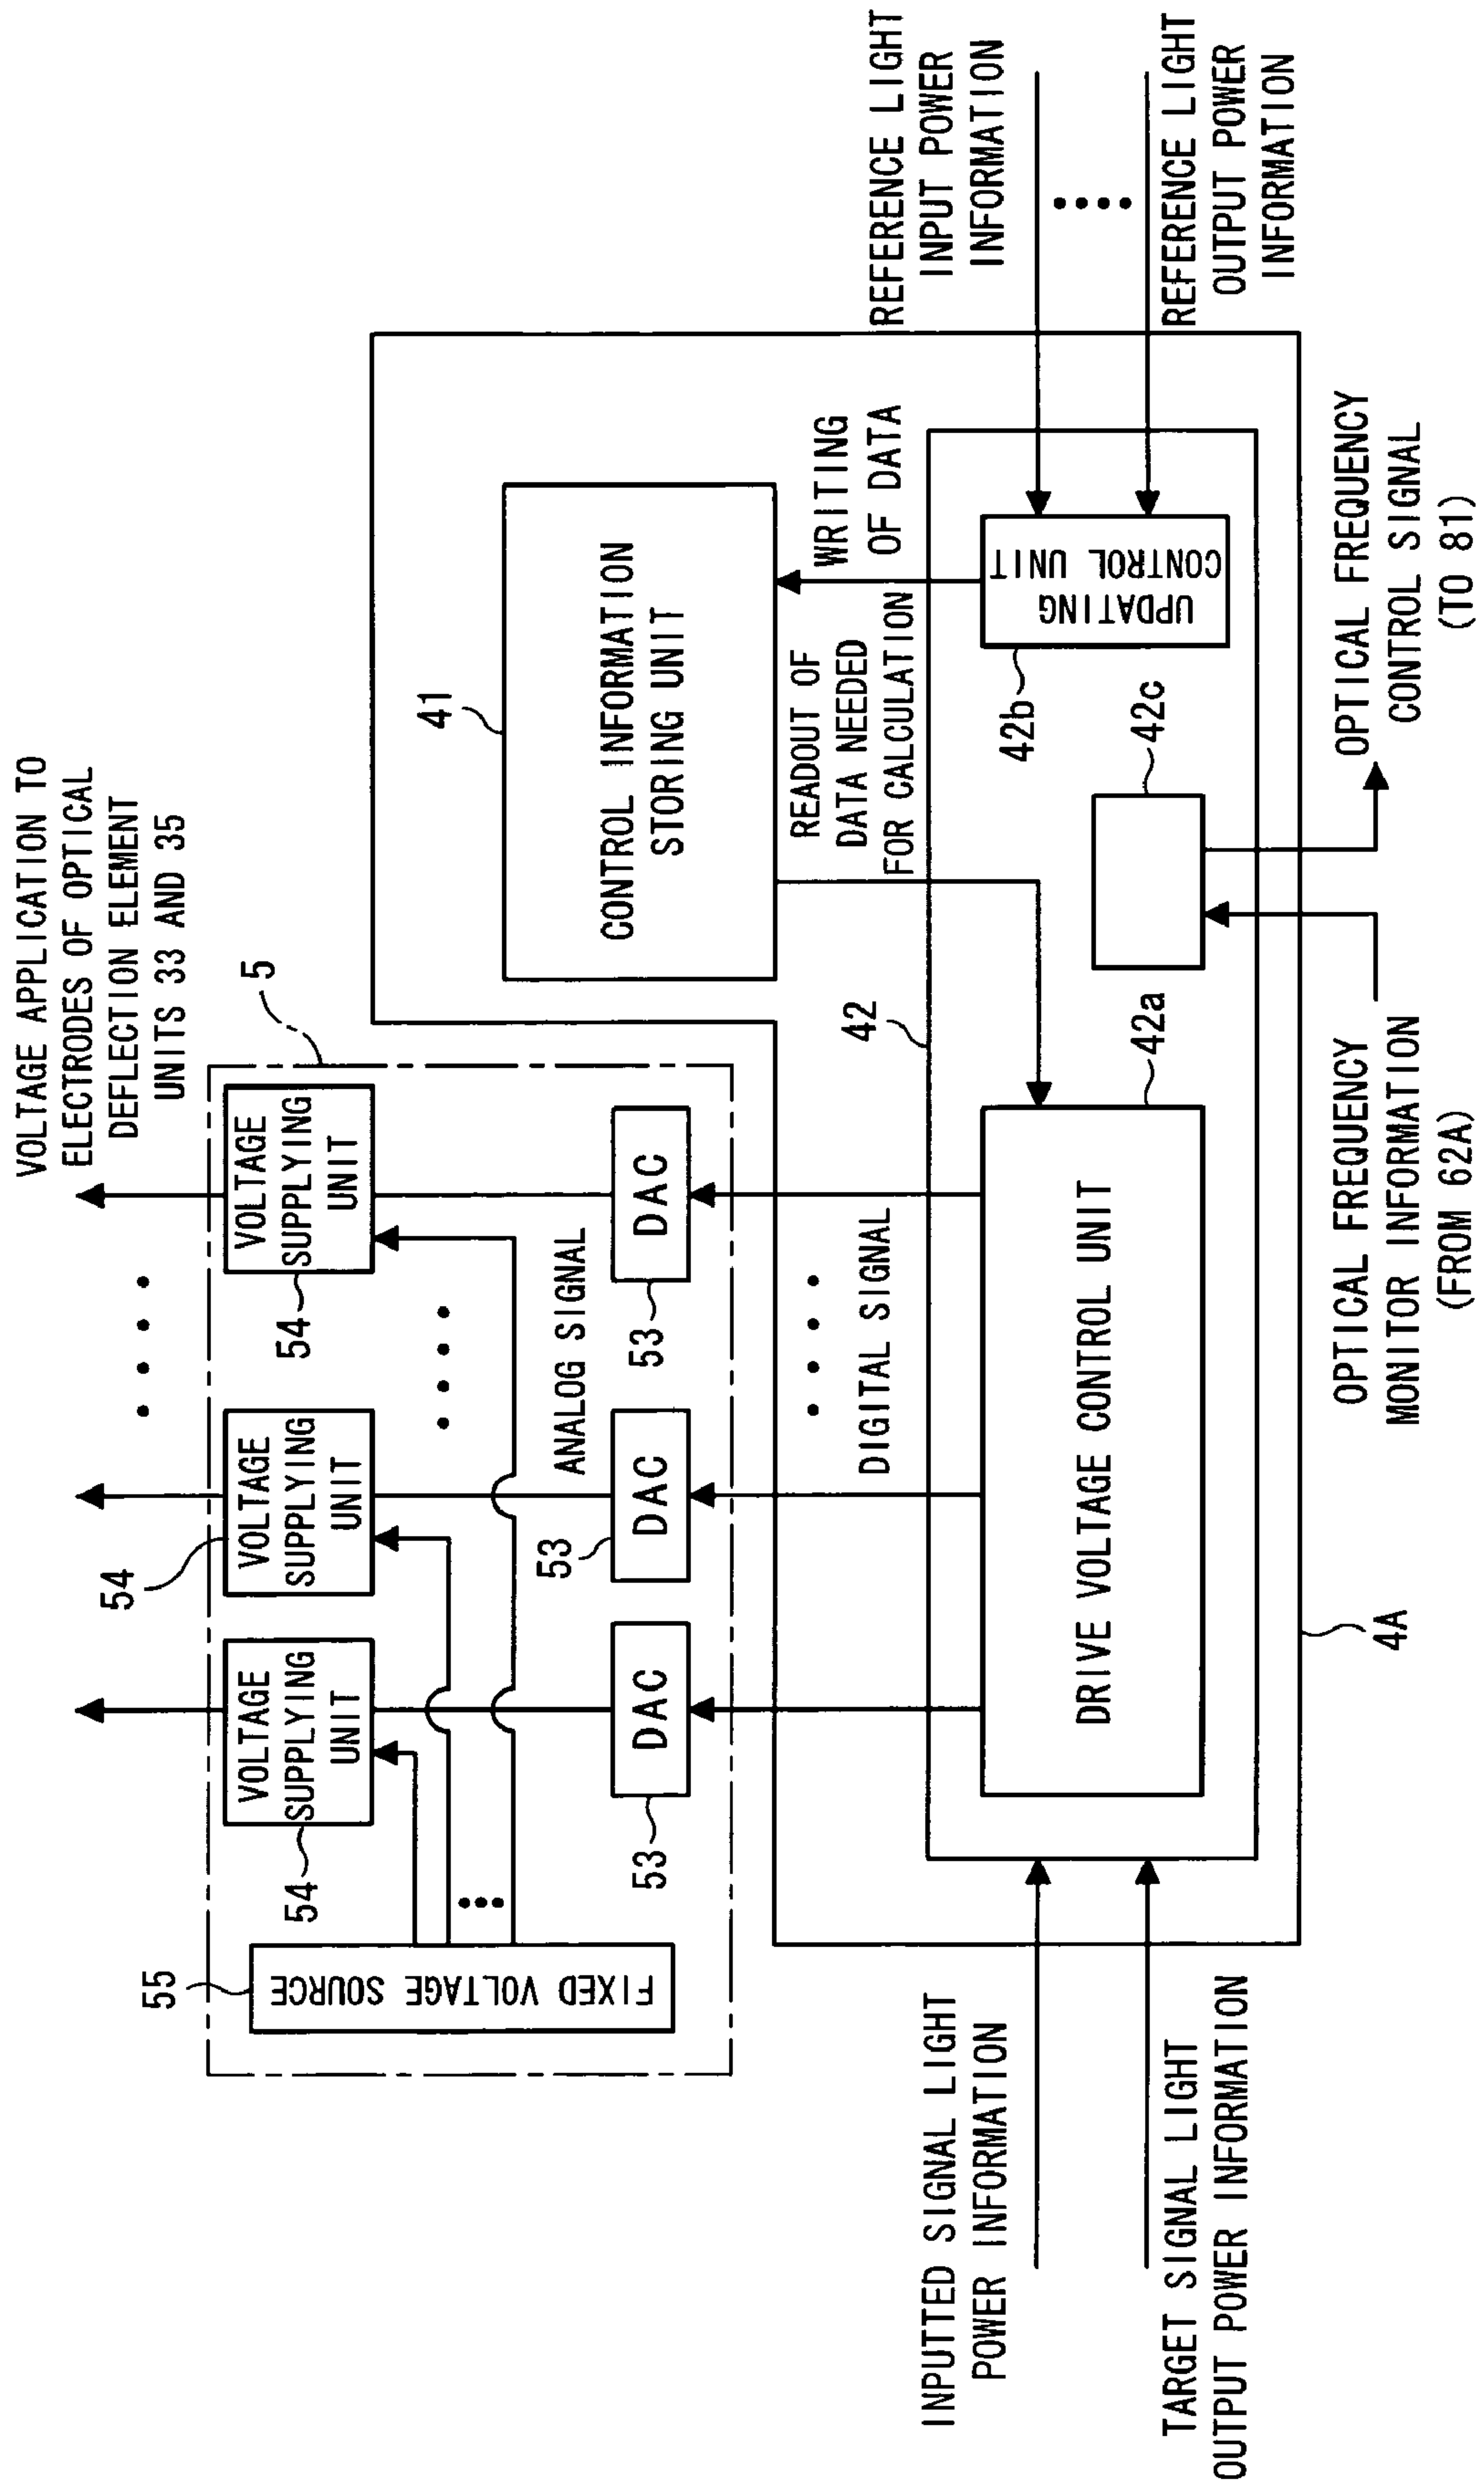 VOLTAGE APPLICATION TO
ELECTRODES OF OPTICAL
DEFLECTION ELEMENT
UNITS 33 AND 35
5
55
FIXED VOLTAGE SOURCE
54
VOLTAGE
SUPPLYING
UNIT
54
VOLTAGE
SUPPLYING
UNIT
54
VOLTAGE
SUPPLYING
UNIT
ANALOG SIGNAL
53
DAC
53
DAC
53
DAC
DIGITAL SIGNAL
41
CONTROL INFORMATION
STORING UNIT
READOUT OF
DATA NEEDED
FOR CALCULATION
WRITING
OF DATA
42
DRIVE VOLTAGE CONTROL UNIT
42a
42c
42b
UPDATING
CONTROL UNIT
INPUTTED SIGNAL LIGHT
POWER INFORMATION
TARGET SIGNAL LIGHT
OUTPUT POWER INFORMATION
REFERENCE LIGHT
INPUT POWER
INFORMATION
REFERENCE LIGHT
OUTPUT POWER
INFORMATION
4A
OPTICAL FREQUENCY
MONITOR INFORMATION
(FROM 62A)
OPTICAL FREQUENCY
CONTROL SIGNAL
(TO 81)